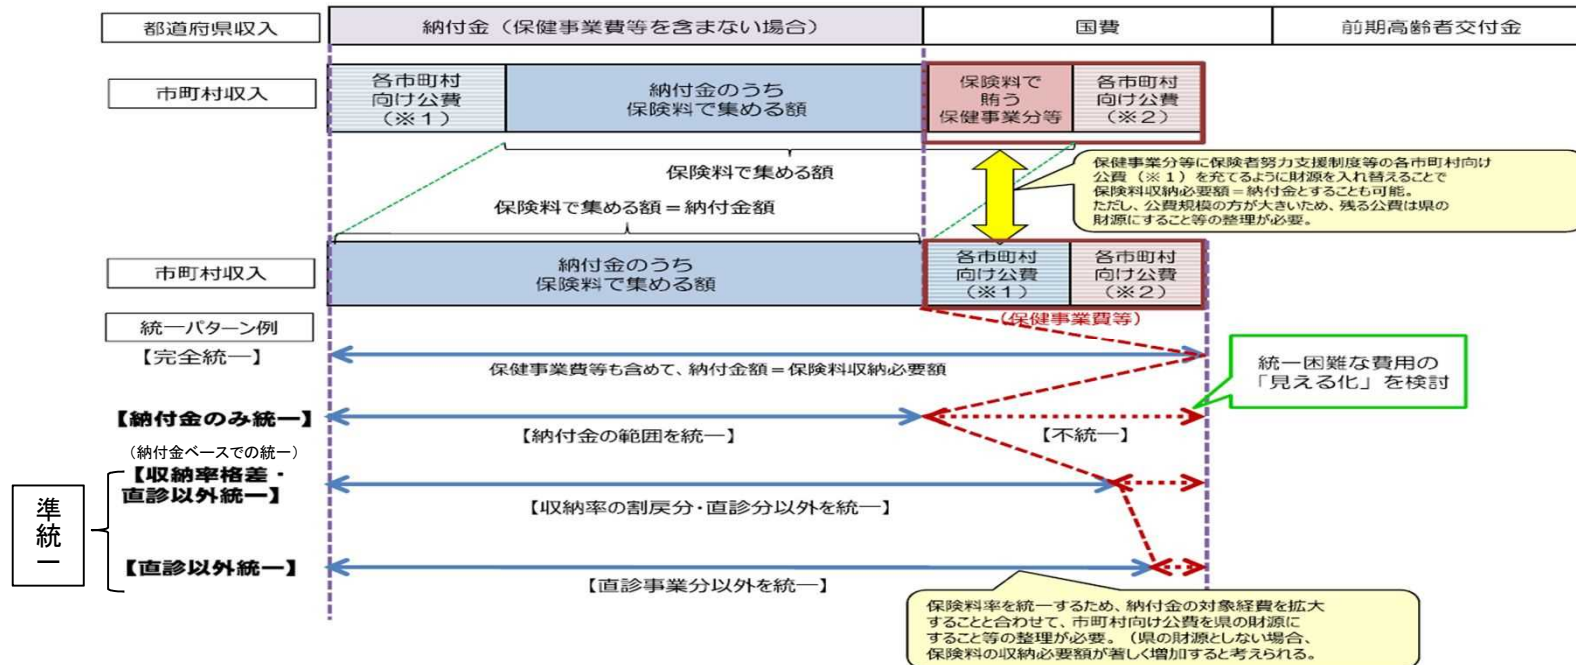 都道府県収入
納付金（保健事業費等を含まない場合）
国費
前期高齢者交付金
市町村収入
各市町村
向け公費
（※１）
納付金のうち
保険料で集める額
保険料で
賄う
保健事業分等
各市町村
向け公費
（※２）
保険料で集める額
保健事業分等に保険者努力支援制度等の各市町村向け
公費（※１）を充てるように財源を入れ替えることで
保険料収納必要額＝納付金とすることも可能。
ただし、公費規模の方が大きいため、残る公費は県の
財源にすること等の整理が必要。
保険料で集める額＝納付金額
市町村収入
納付金のうち
保険料で集める額
各市町村
向け公費
（※１）
各市町村
向け公費
（※２）
（保健事業費等）
統一パターン例
【完全統一】
保健事業費等も含めて、納付金額＝保険料収納必要額
統一困難な費用の
「見える化」を検討
【納付金のみ統一】
（納付金ベースでの統一）
【納付金の範囲を統一】
【不統一】
準統一
【収納率格差・
直診以外統一】
【収納率の割戻分・直診分以外を統一】
【直診以外統一】
【直診事業分以外を統一】
保険料率を統一するため、納付金の対象経費を拡大
することと合わせて、市町村向け公費を県の財源に
すること等の整理が必要。（県の財源としない場合、
保険料の収納必要額が著しく増加すると考えられる。